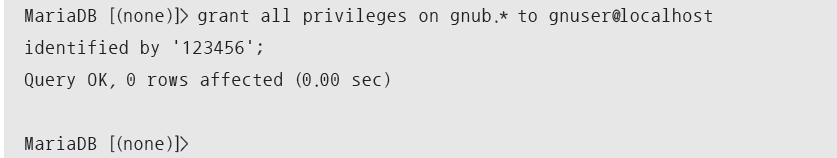 MariaDB [(none)]> grant all privileges on gnub.* to gnuser@localhost
identified by '123456';
Query OK, 0 rows affected (0.00 sec)
MariaDB [(none)]>